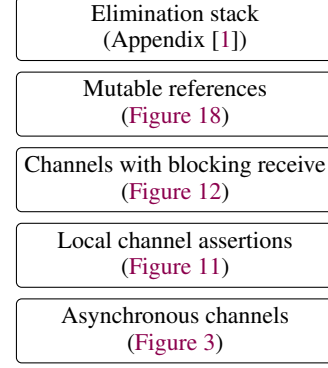 Elimination stack
(Appendix [1])
Mutable references
(Figure 18)
Channels with blocking receive
(Figure 12)
Local channel assertions
(Figure 11)
Asynchronous channels
(Figure 3)